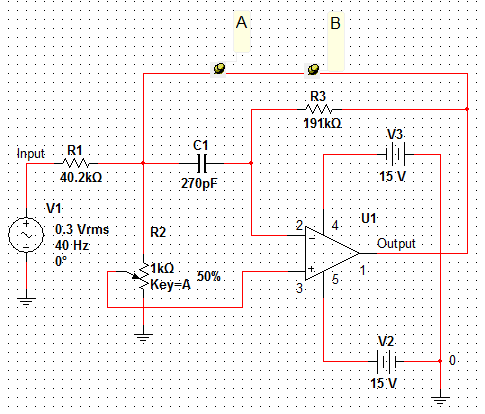 A
B
R3
191kΩ
V3
15 V
Input
R1
40.2kΩ
C1
270pF
V1
0.3 Vrms
40 Hz
0°
R2
1kΩ
Key=A
50%
2
4
U1
Output
3
5
1
V2
15 V
0